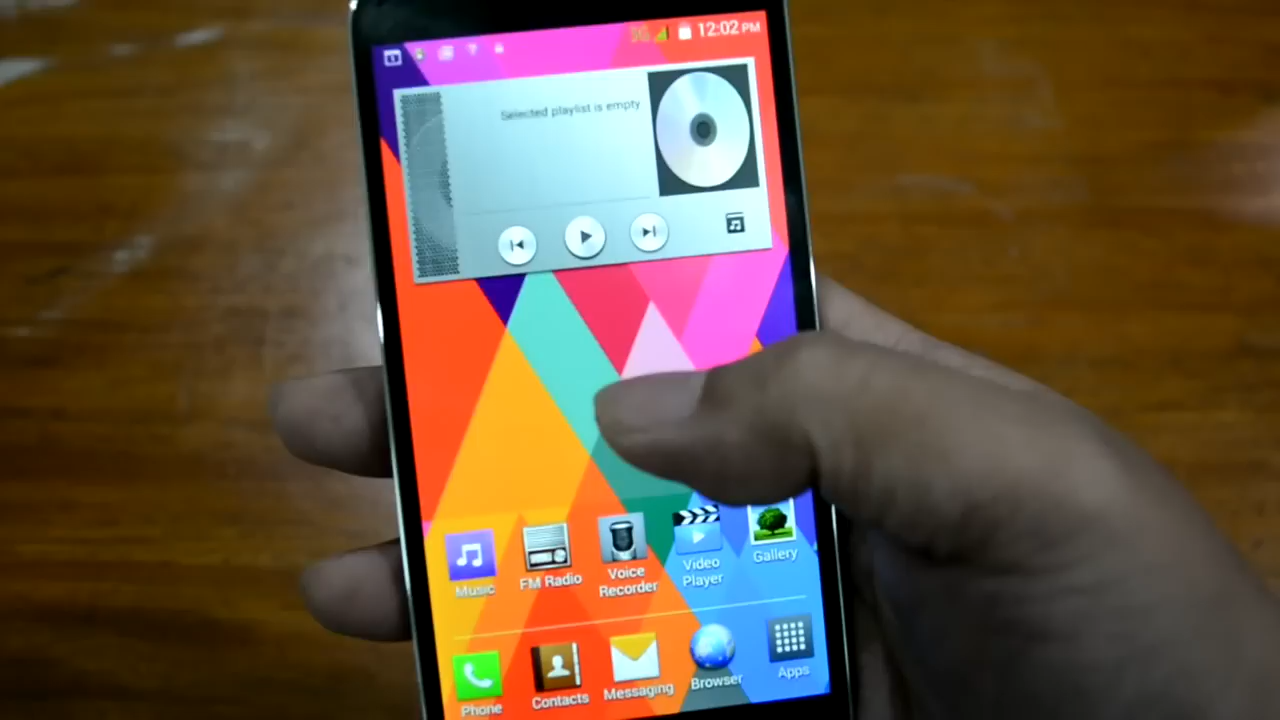 12:02 PM
Selected playlist is empty
Music
FM Radio
Voice
Recorder
Video
Player
Gallery
Phone
Contacts
Messaging
Browser
Apps